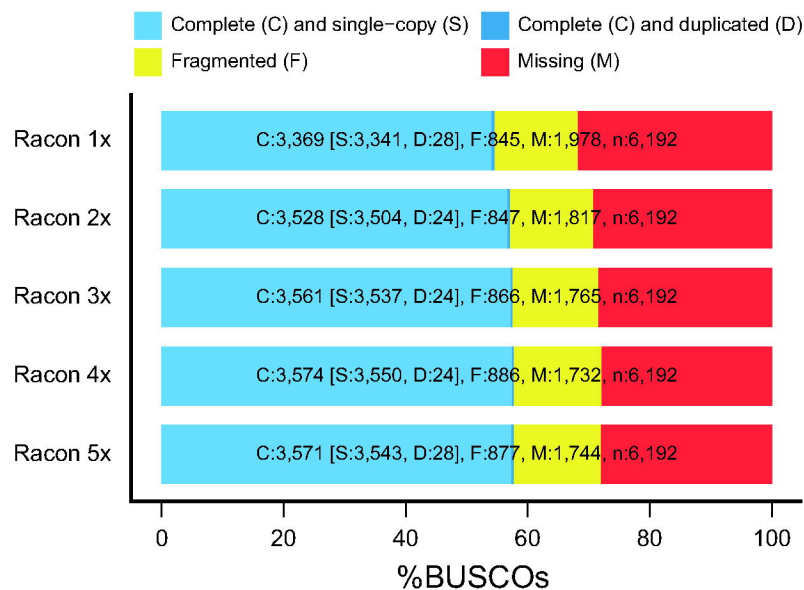 Complete (C) and single−copy (S)
Complete (C) and duplicated (D)
Fragmented (F)
Missing (M)
Racon 1x
C:3,369 [S:3,341, D:28], F:845, M:1,978, n:6,192
Racon 2x
C:3,528 [S:3,504, D:24], F:847, M:1,817, n:6,192
Racon 3x
C:3,561 [S:3,537, D:24], F:866, M:1,765, n:6,192
Racon 4x
C:3,574 [S:3,550, D:24], F:886, M:1,732, n:6,192
Racon 5x
C:3,571 [S:3,543, D:28], F:877, M:1,744, n:6,192
0 20 40 60 80 100
%BUSCOs